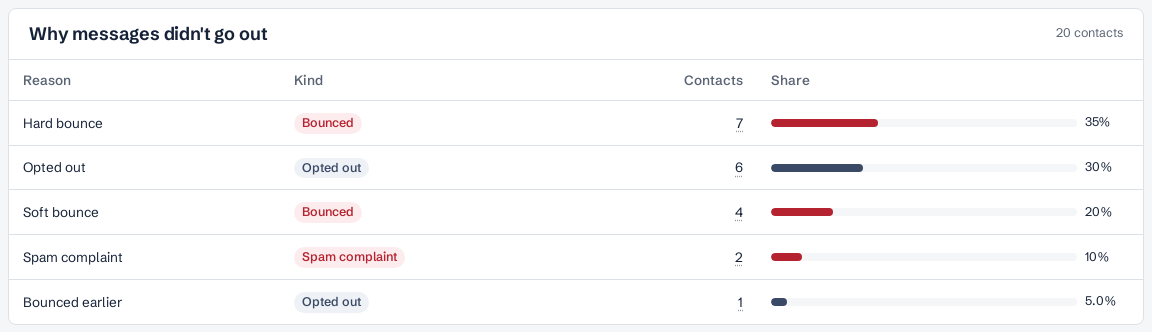 Why messages didn't go out
20 contacts
Reason Kind Contacts Share
Hard bounce Bounced 7 35%
Opted out Opted out 6 30%
Soft bounce Bounced 4 20%
Spam complaint Spam complaint 2 10%
Bounced earlier Opted out 1 5.0%